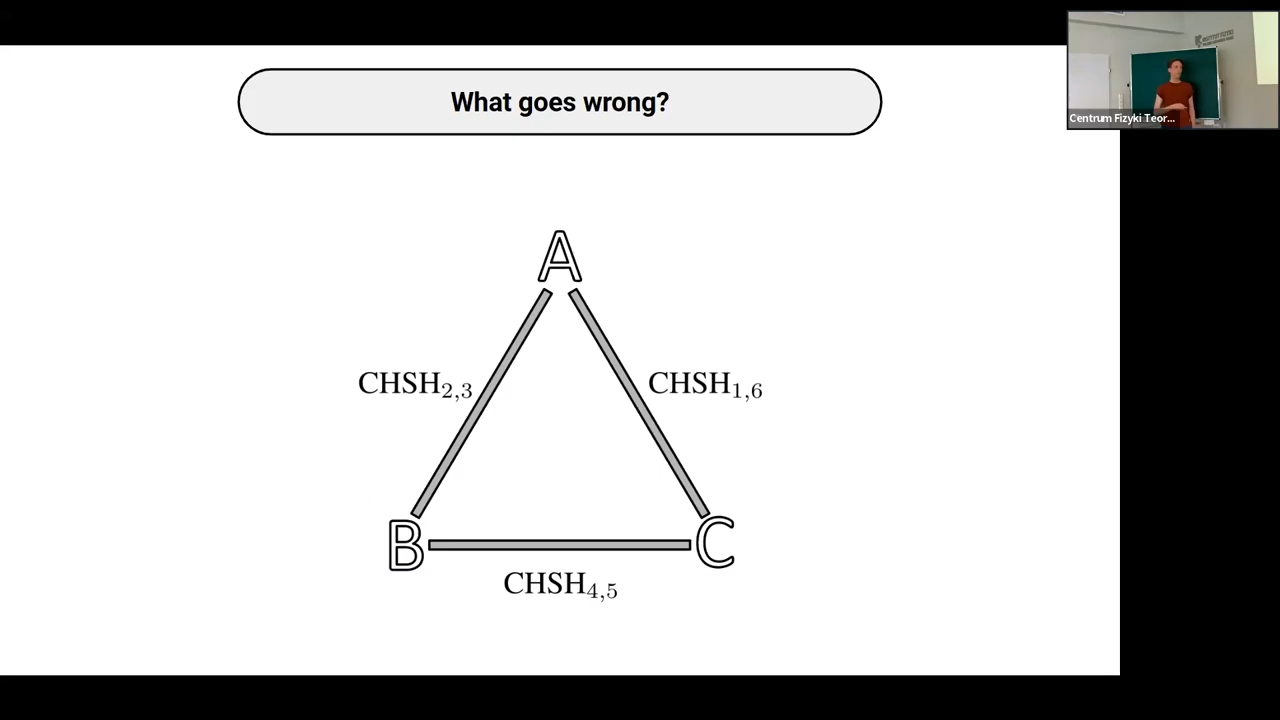 What goes wrong?
Centrum Fizyki Teor...
A
CHSH2,3
CHSH1,6
B
C
CHSH4,5